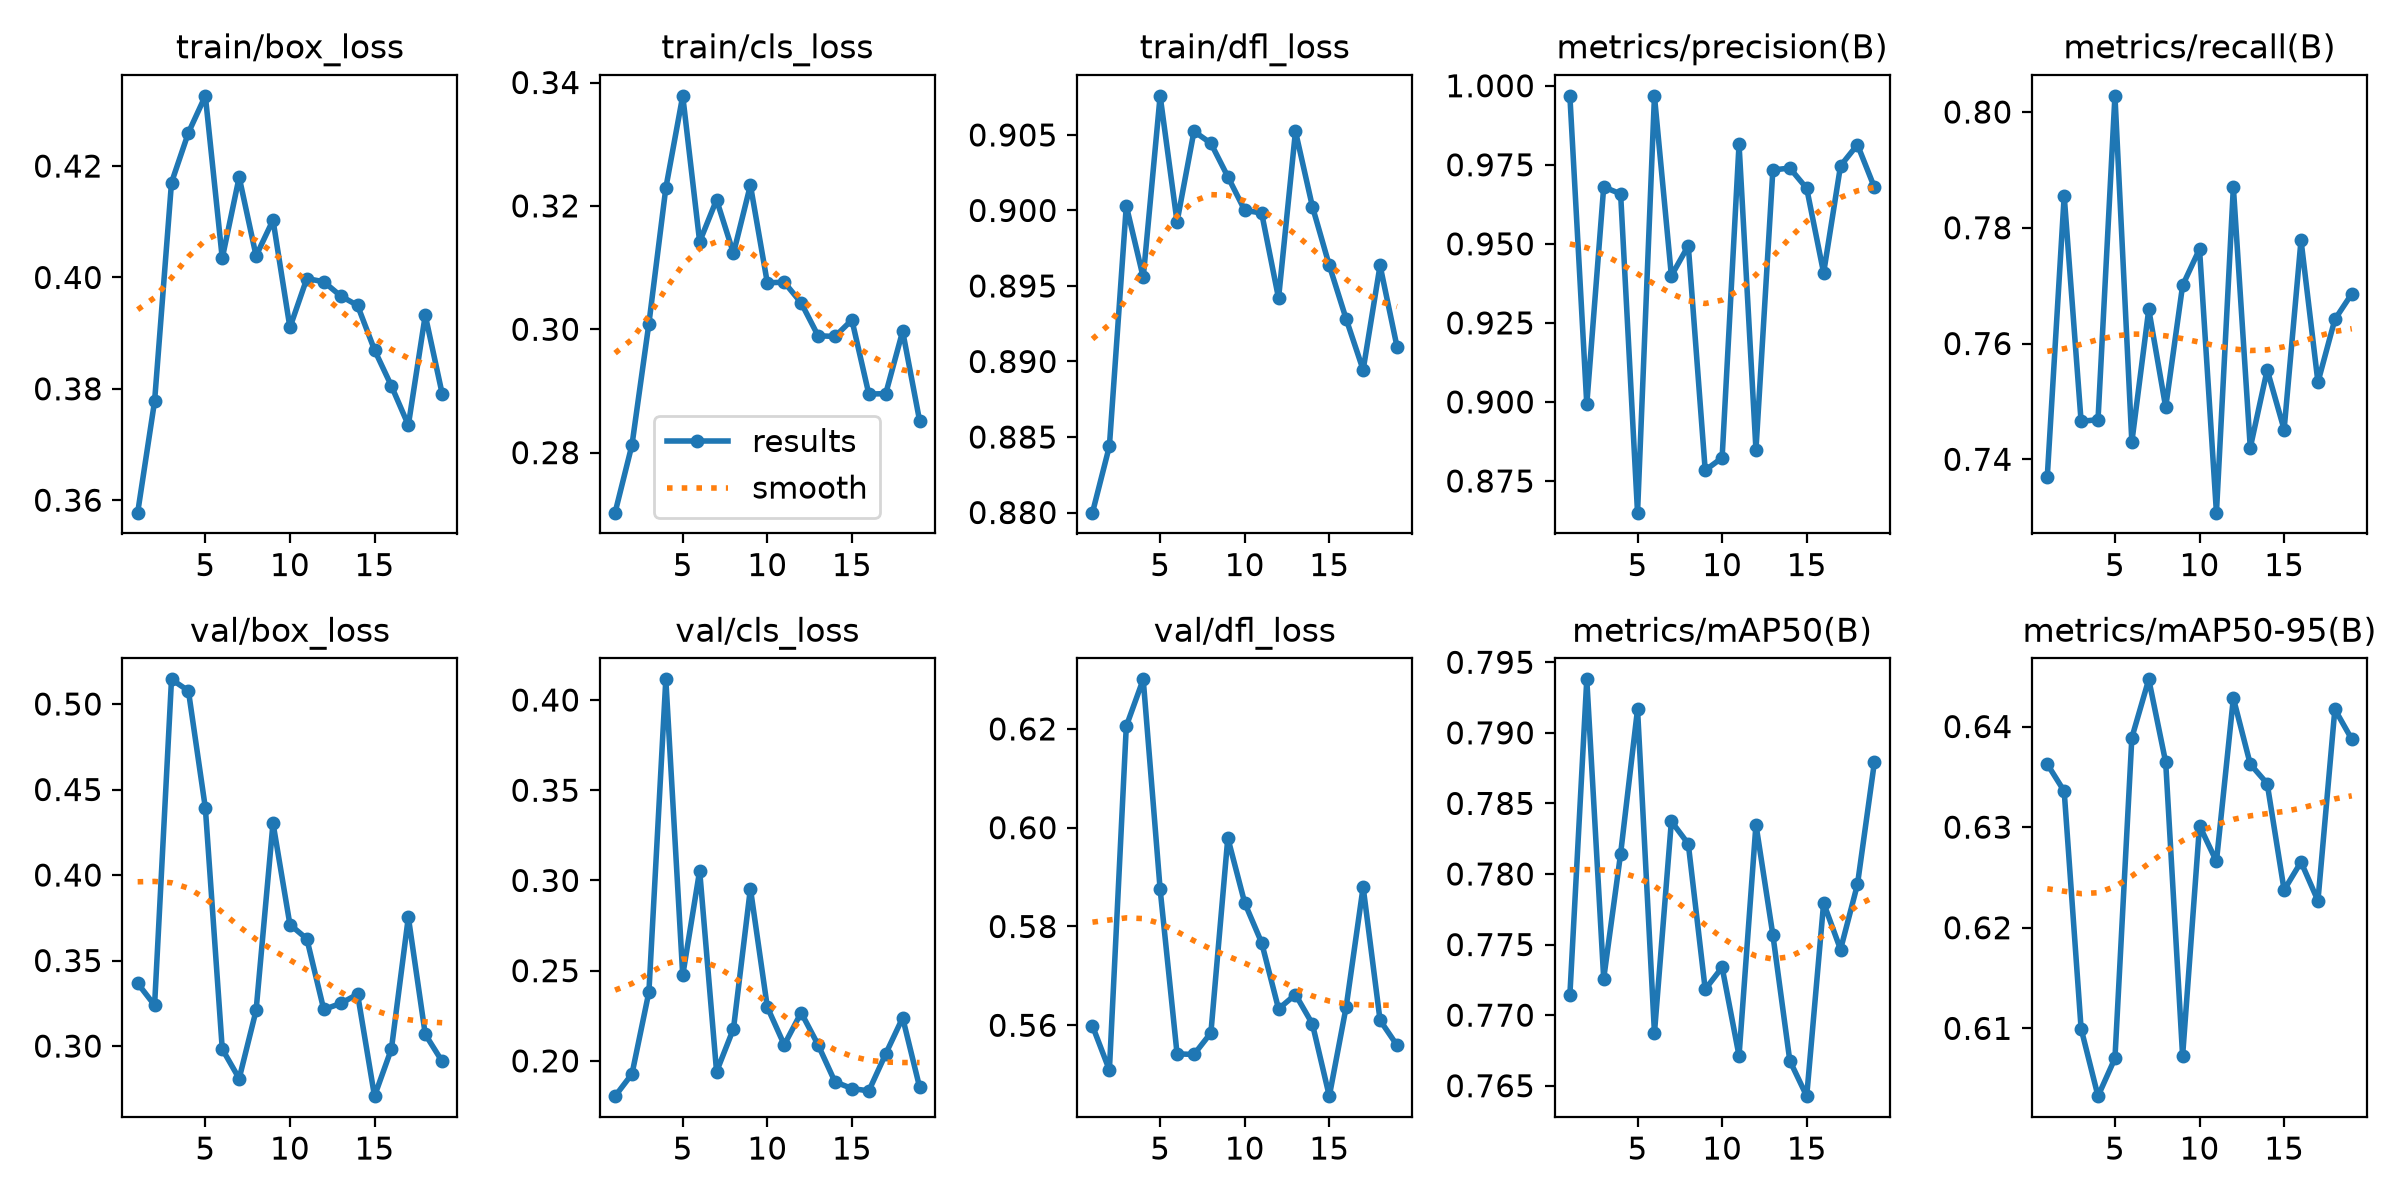 train/box_loss
0.42
0.40
0.38
0.36
5 10 15
train/cls_loss
0.34
0.32
0.30
0.28
results
smooth
5 10 15
train/dfl_loss
0.905
0.900
0.895
0.890
0.885
0.880
5 10 15
metrics/precision(B)
1.000
0.975
0.950
0.925
0.900
0.875
5 10 15
metrics/recall(B)
0.80
0.78
0.76
0.74
5 10 15
val/box_loss
0.50
0.45
0.40
0.35
0.30
5 10 15
val/cls_loss
0.40
0.35
0.30
0.25
0.20
5 10 15
val/dfl_loss
0.62
0.60
0.58
0.56
5 10 15
metrics/mAP50(B)
0.795
0.790
0.785
0.780
0.775
0.770
0.765
5 10 15
metrics/mAP50-95(B)
0.64
0.63
0.62
0.61
5 10 15